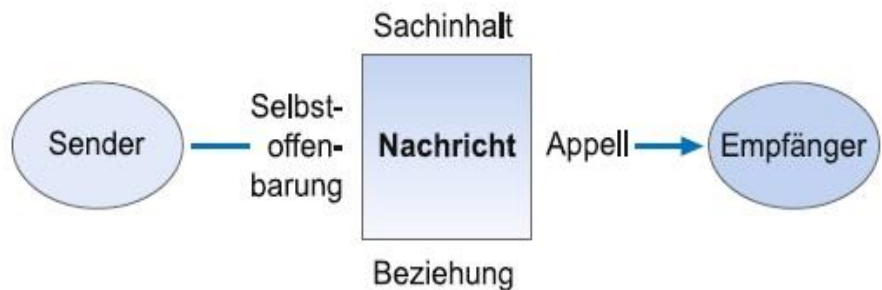 Sachinhalt
Sender
Selbst-
offen-
barung
Nachricht
Appell
Empfänger
Beziehung